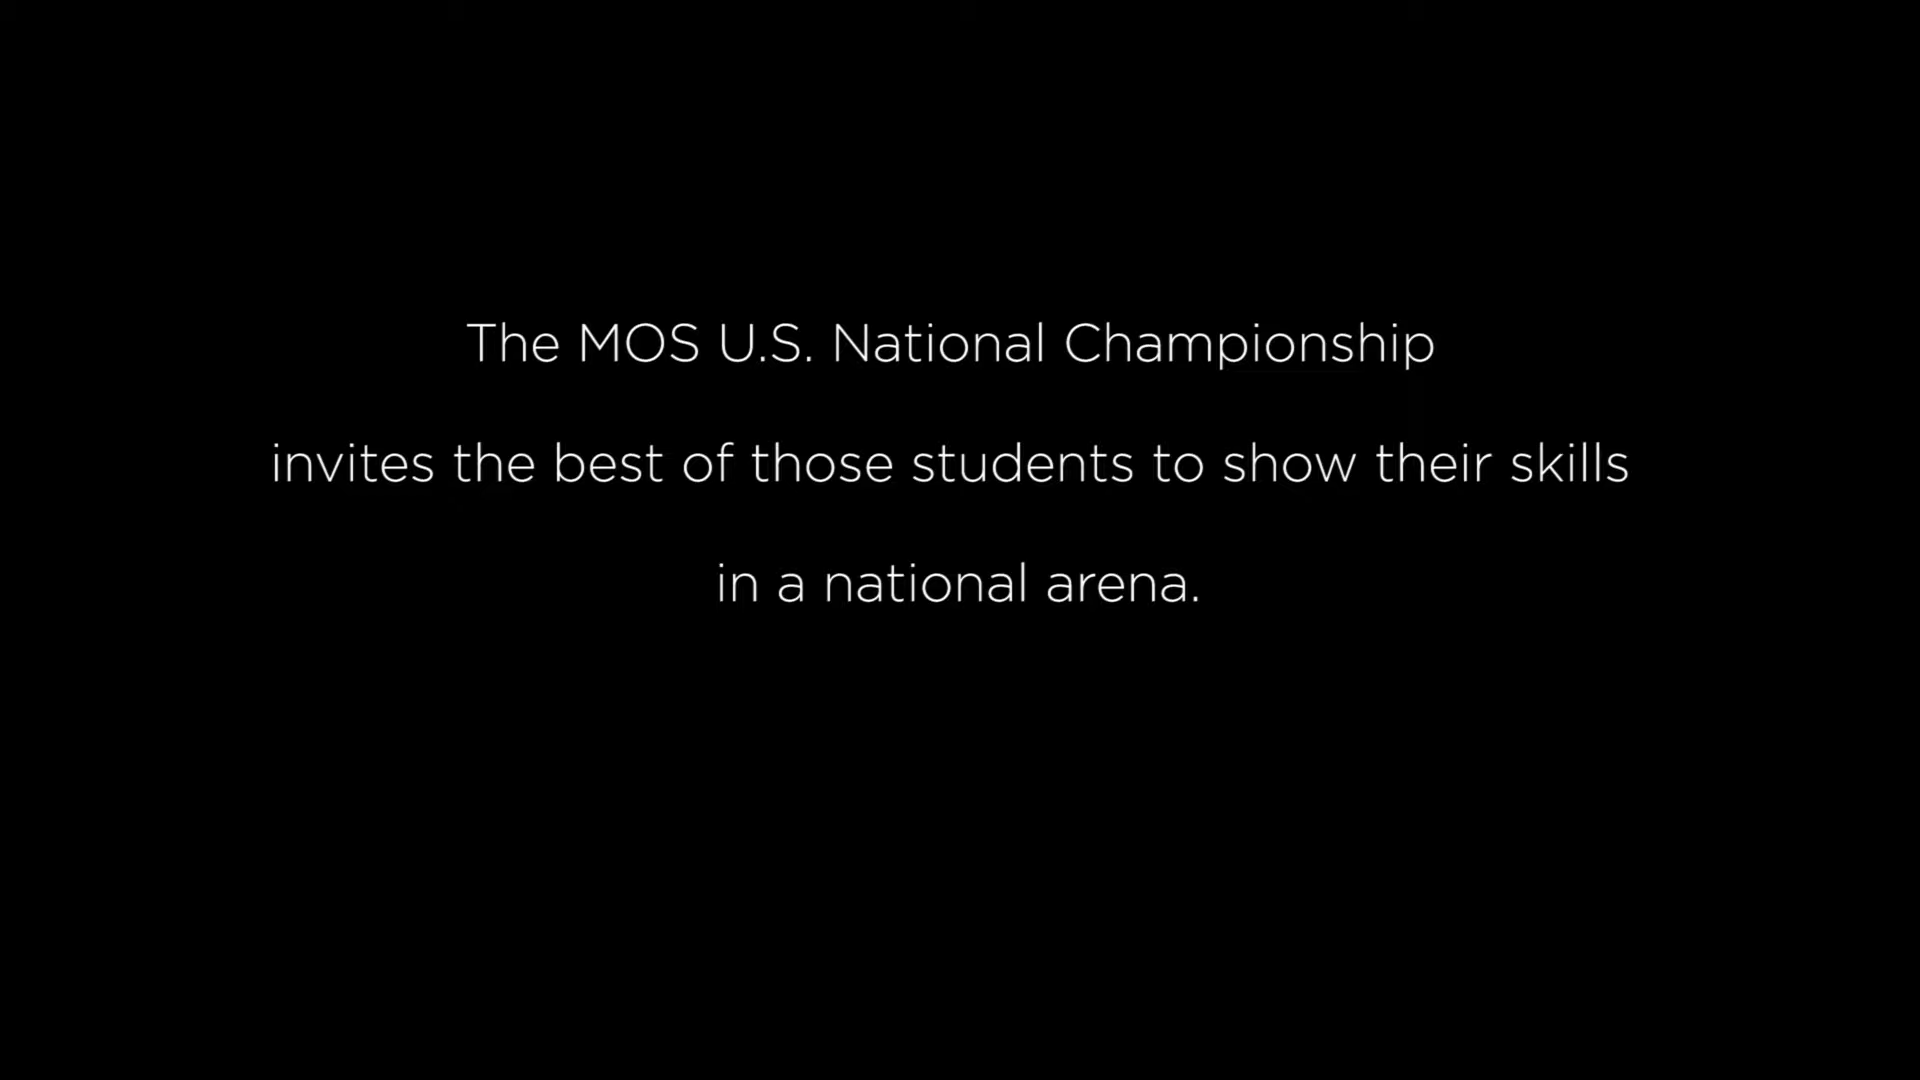 The MOS U.S. National Championship
invites the best of those students to show their skills
in a national arena.